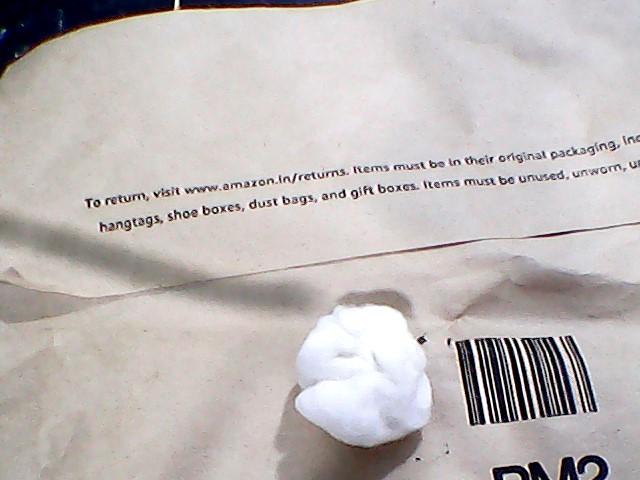 To return, visit www.amazon.in/returns. Items must be in their original packaging,
hangtags, shoe boxes, dust bags, and gift boxes. Items must be unused, unworn,
PM2